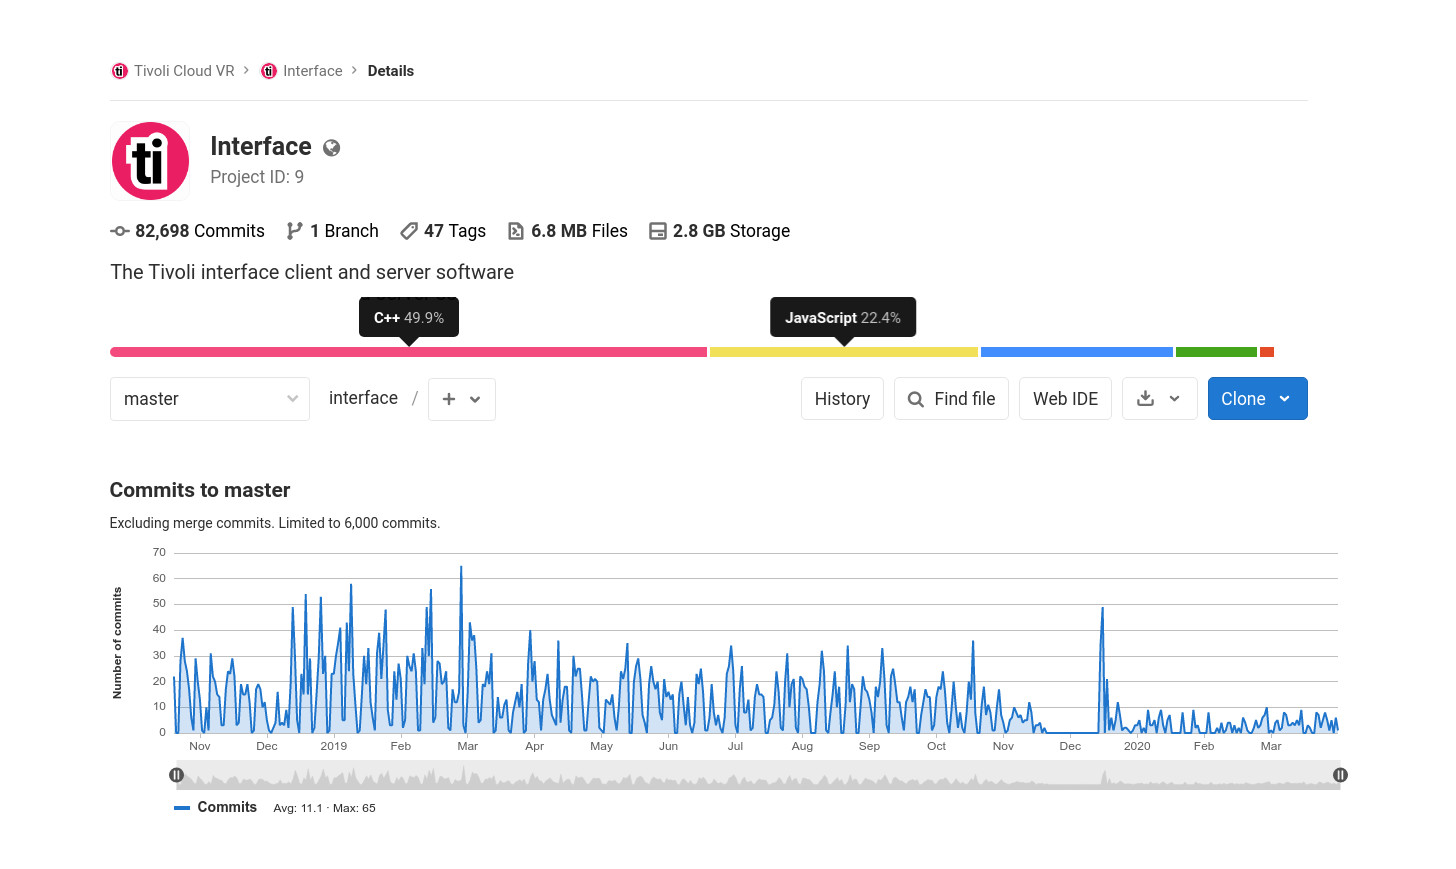 ti Tivoli Cloud VR > ti Interface > Details
ti
Interface
Project ID: 9
82,698 Commits 1 Branch 47 Tags 6.8 MB Files 2.8 GB Storage
The Tivoli interface client and server software
C++ 49.9% JavaScript 22.4%
master interface / + History Find file Web IDE Clone
Commits to master
Excluding merge commits. Limited to 6,000 commits.
Number of commits
70
60
50
40
30
20
10
0
Nov Dec 2019 Feb Mar Apr May Jun Jul Aug Sep Oct Nov Dec 2020 Feb Mar
Commits Avg: 11.1 · Max: 65